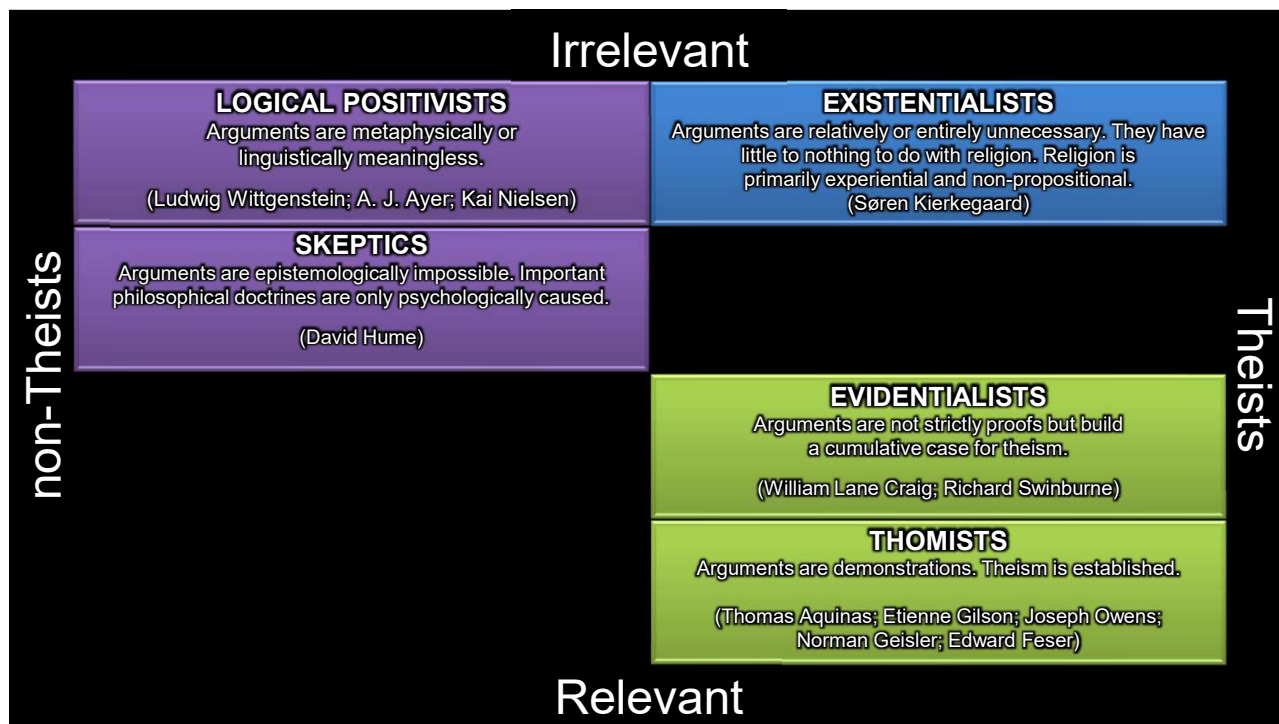 Irrelevant
LOGICAL POSITIVISTS
Arguments are metaphysically or
linguistically meaningless.
(Ludwig Wittgenstein; A. J. Ayer; Kai Nielsen)
EXISTENTIALISTS
Arguments are relatively or entirely unnecessary. They have
little to nothing to do with religion. Religion is
primarily experiential and non-propositional.
(Søren Kierkegaard)
SKEPTICS
Arguments are epistemologically impossible. Important
philosophical doctrines are only psychologically caused.
(David Hume)
non-Theists
Theists
EVIDENTIALISTS
Arguments are not strictly proofs but build
a cumulative case for theism.
(William Lane Craig; Richard Swinburne)
THOMISTS
Arguments are demonstrations. Theism is established.
(Thomas Aquinas; Etienne Gilson; Joseph Owens;
Norman Geisler; Edward Feser)
Relevant